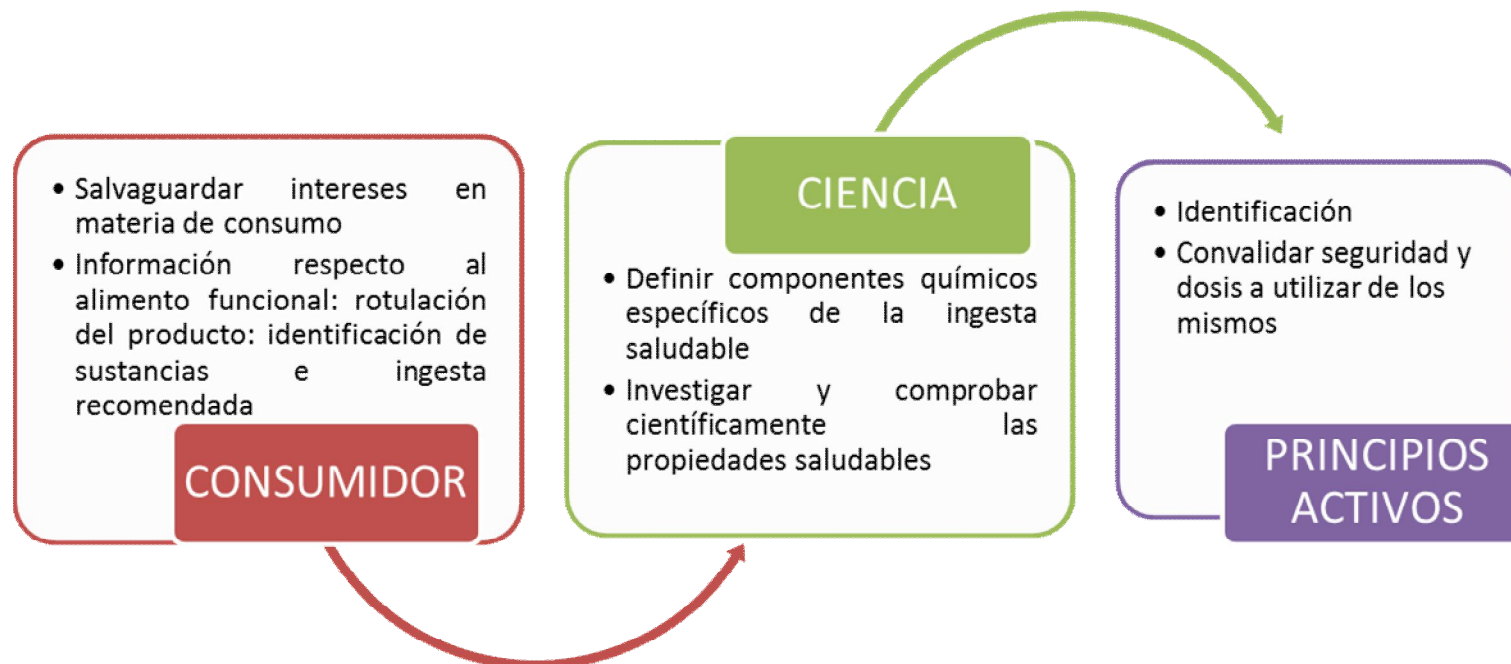 • Salvaguardar intereses en
materia de consumo
• Información respecto al
alimento funcional: rotulación
del producto: identificación de
sustancias e ingesta
recomendada
CONSUMIDOR
CIENCIA
• Definir componentes químicos
específicos de la ingesta
saludable
• Investigar y comprobar
científicamente las
propiedades saludables
• Identificación
• Convalidar seguridad y
dosis a utilizar de los
mismos
PRINCIPIOS
ACTIVOS